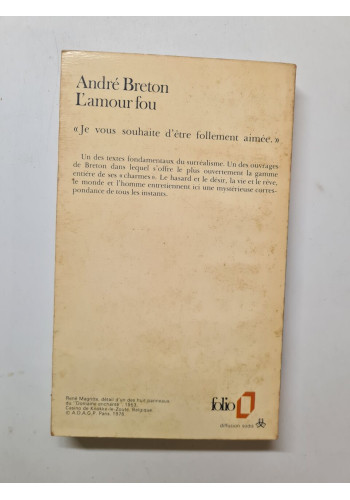 André Breton
L'amour fou
« Je vous souhaite d'être follement aimée. »
Un des textes fondamentaux du surréalisme. Un des ouvrages
de Breton dans lequel s'offre le plus ouvertement la gamme
entière de ses « charmes ». Le hasard et le désir, la vie et le rêve,
le monde et l'homme entretiennent ici une mystérieuse corres-
pondance de tous les instants.
René Magritte, détail d'un des huit panneaux
du "Domaine enchanté" 1953,
Casino de Knokke-le-Zoute, Belgique.
© A.D.A.G.P. Paris 1976.
folio
diffusion sodis